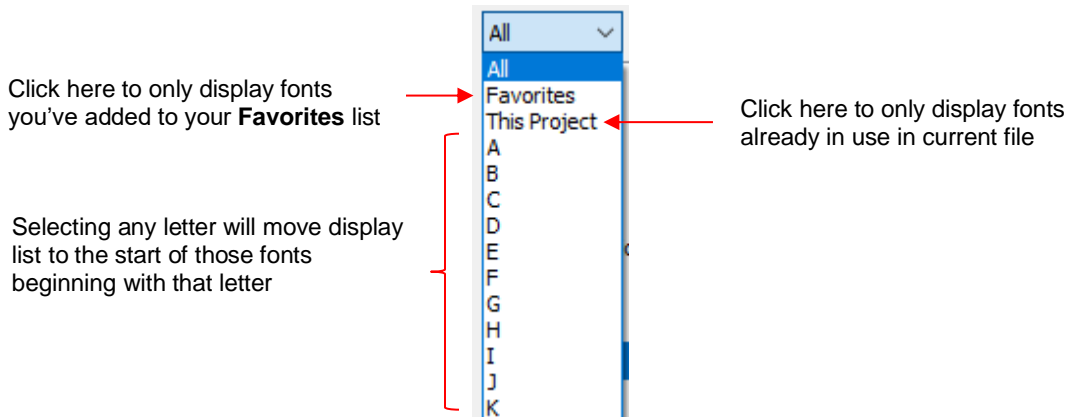 All
All
Click here to only display fonts
you've added to your Favorites list
Favorites
This Project
Click here to only display fonts
already in use in current file
A
B
C
Selecting any letter will move display
list to the start of those fonts
beginning with that letter
D
E
F
G
H
I
J
K